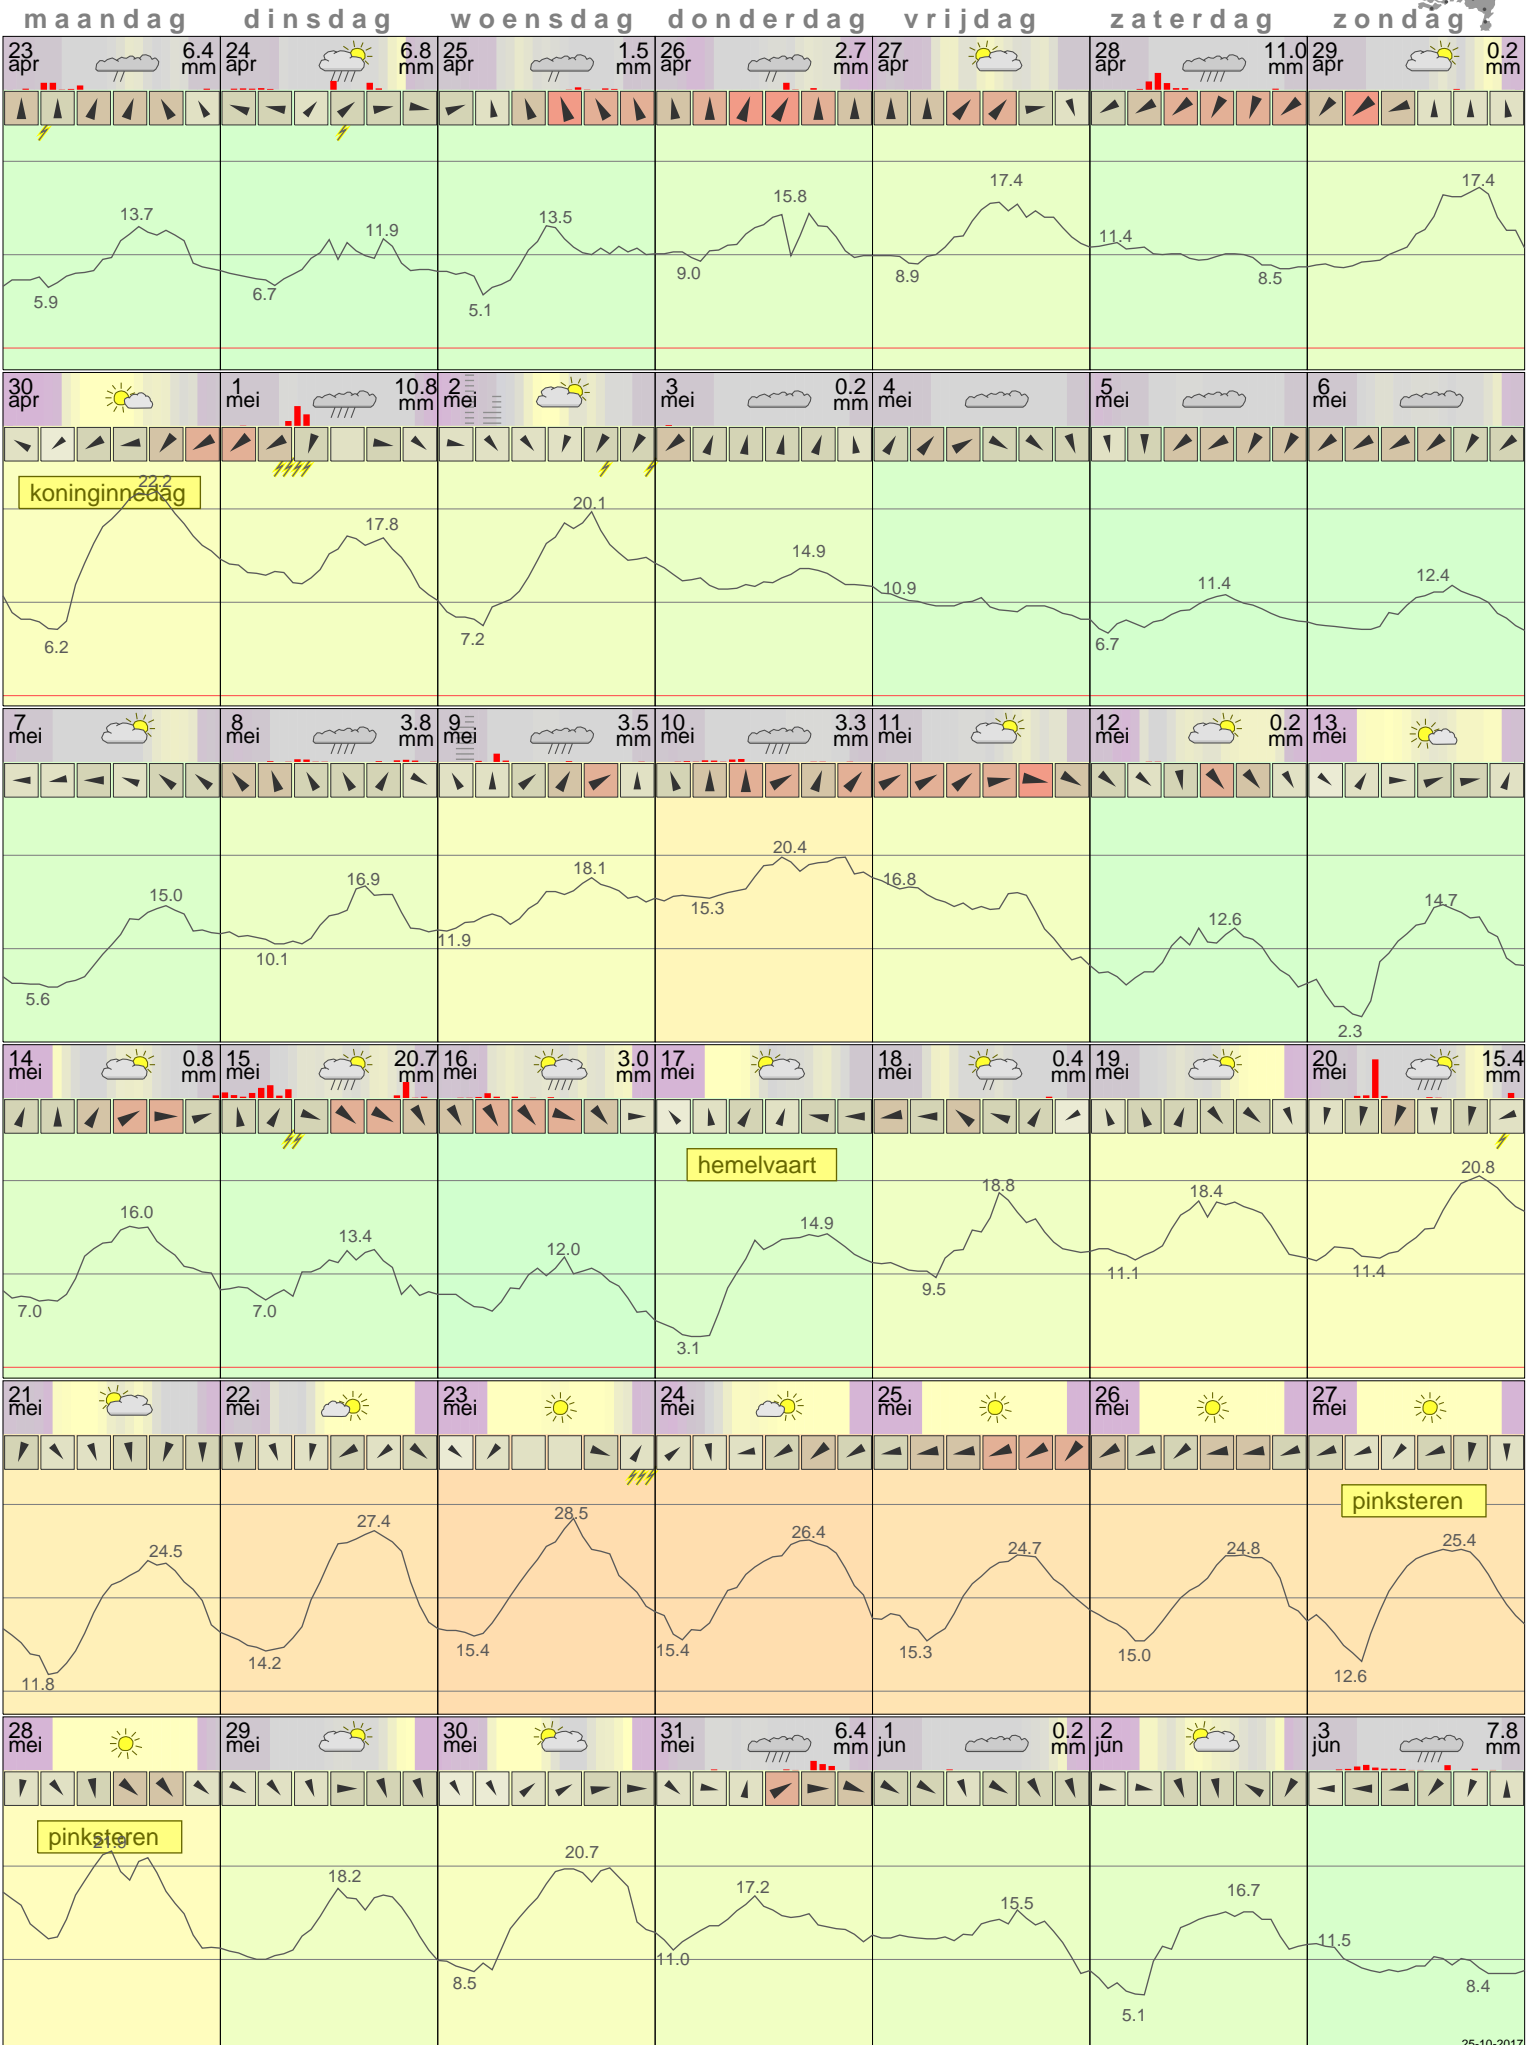 maandag dinsdag woensdag donderdag vrijdag zaterdag zondag
23 apr 6.4 mm 24 apr 6.8 mm 25 apr 1.5 mm 26 apr 2.7 mm 27 apr 28 apr 11.0 mm 29 apr 0.2 mm
13.7 11.9 13.5 15.8 17.4 11.4 17.4
5.9 6.7 5.1 9.0 8.9 8.5
30 apr 1 mei 10.8 mm 2 mei 3 mei 0.2 mm 4 mei 5 mei 6 mei
koninginnedag
22.2 17.8 20.1 14.9 10.9 11.4 12.4
6.2 7.2 6.7
7 mei 8 mei 3.8 mm 9 mei 3.5 mm 10 mei 3.3 mm 11 mei 12 mei 0.2 mm 13 mei
15.0 16.9 18.1 20.4 16.8 12.6 14.7
5.6 10.1 11.9 15.3 2.3
14 mei 0.8 mm 15 mei 20.7 mm 16 mei 3.0 mm 17 mei 18 mei 0.4 mm 19 mei 20 mei 15.4 mm
hemelvaart
16.0 13.4 12.0 14.9 18.8 18.4 20.8
7.0 7.0 3.1 9.5 11.1 11.4
21 mei 22 mei 23 mei 24 mei 25 mei 26 mei 27 mei
pinksteren
24.5 27.4 28.5 26.4 24.7 24.8 25.4
11.8 14.2 15.4 15.4 15.3 15.0 12.6
28 mei 29 mei 30 mei 31 mei 6.4 mm 1 jun 0.2 mm 2 jun 3 jun 7.8 mm
pinksteren
18.2 20.7 17.2 15.5 16.7 11.5
8.5 11.0 5.1 8.4
25-10-2017